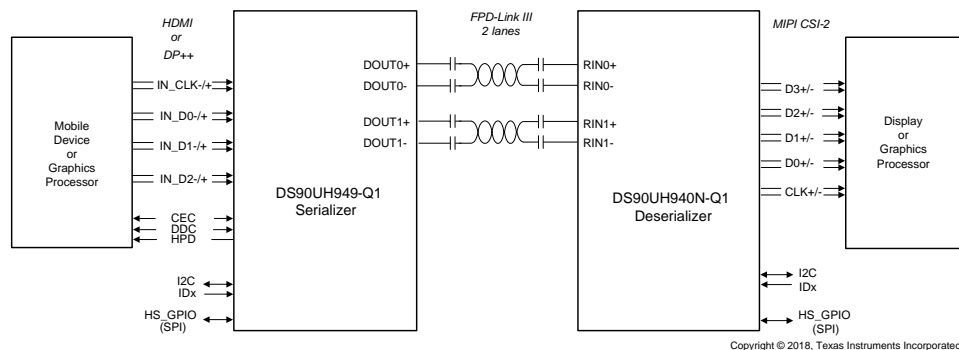 HDMI
or
DP++
FPD-Link III
2 lanes
MIPI CSI-2
Mobile
Device
or
Graphics
Processor
IN_CLK-/+
IN_D0-/+
IN_D1-/+
IN_D2-/+
CEC
DDC
HPD
I2C
IDx
HS_GPIO
(SPI)
DS90UH949-Q1
Serializer
DOUT0+
DOUT0-
DOUT1+
DOUT1-
RIN0+
RIN0-
RIN1+
RIN1-
DS90UH940N-Q1
Deserializer
D3+/-
D2+/-
D1+/-
D0+/-
CLK+/-
I2C
IDx
HS_GPIO
(SPI)
Display
or
Graphics
Processor
Copyright © 2018, Texas Instruments Incorporated